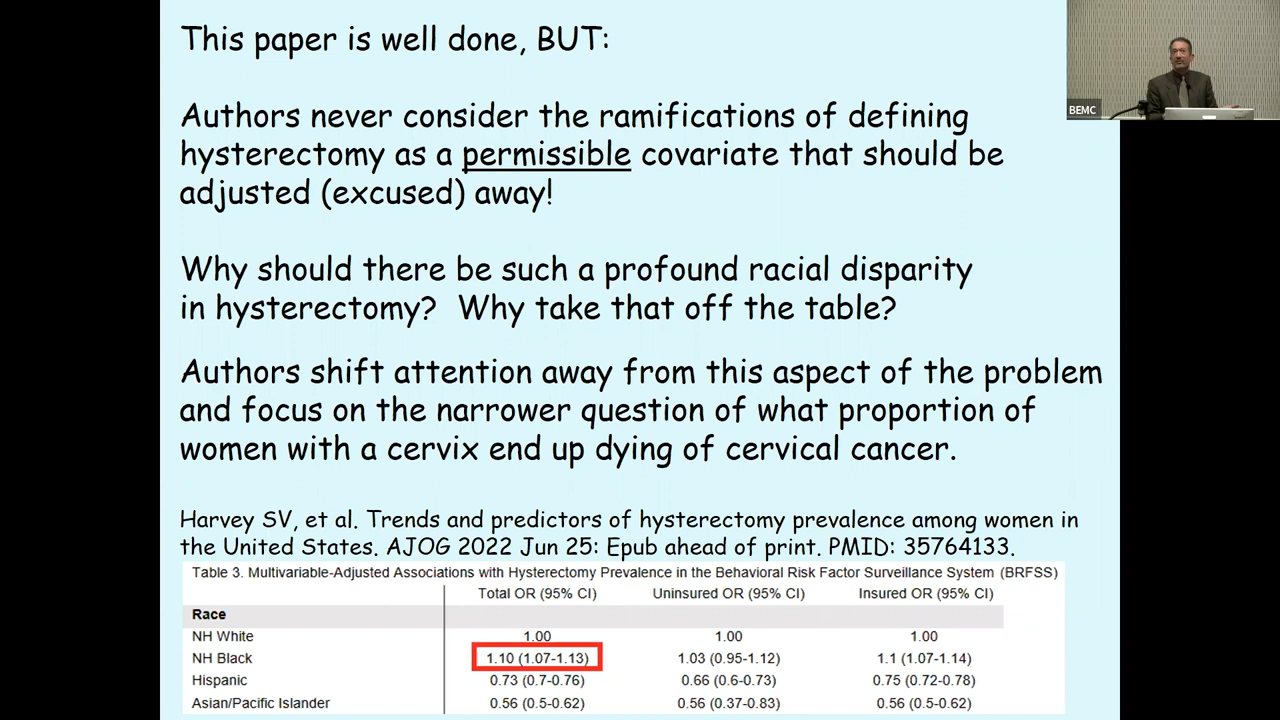 This paper is well done, BUT:
Authors never consider the ramifications of defining
hysterectomy as a permissible covariate that should be
adjusted (excused) away!
Why should there be such a profound racial disparity
in hysterectomy? Why take that off the table?
Authors shift attention away from this aspect of the problem
and focus on the narrower question of what proportion of
women with a cervix end up dying of cervical cancer.
Harvey SV, et al. Trends and predictors of hysterectomy prevalence among women in
the United States. AJOG 2022 Jun 25: Epub ahead of print. PMID: 35764133.
Table 3. Multivariable-Adjusted Associations with Hysterectomy Prevalence in the Behavioral Risk Factor Surveillance System (BRFSS)
Total OR (95% CI) Uninsured OR (95% CI) Insured OR (95% CI)
Race
NH White 1.00 1.00 1.00
NH Black 1.10 (1.07-1.13) 1.03 (0.95-1.12) 1.1 (1.07-1.14)
Hispanic 0.73 (0.7-0.76) 0.66 (0.6-0.73) 0.75 (0.72-0.78)
Asian/Pacific Islander 0.56 (0.5-0.62) 0.56 (0.37-0.83) 0.56 (0.5-0.62)
BEMC